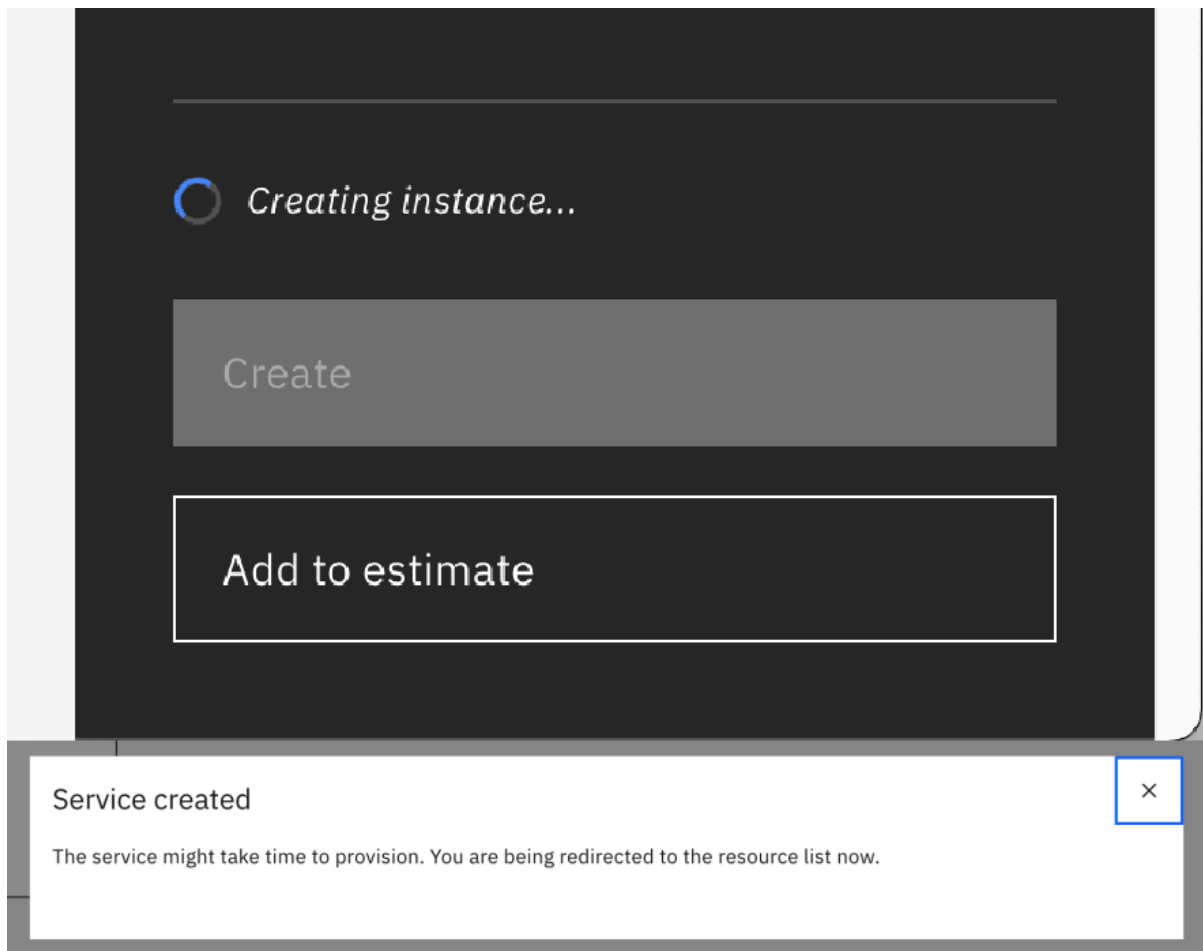 Creating instance...
Create
Add to estimate
Service created
The service might take time to provision. You are being redirected to the resource list now.